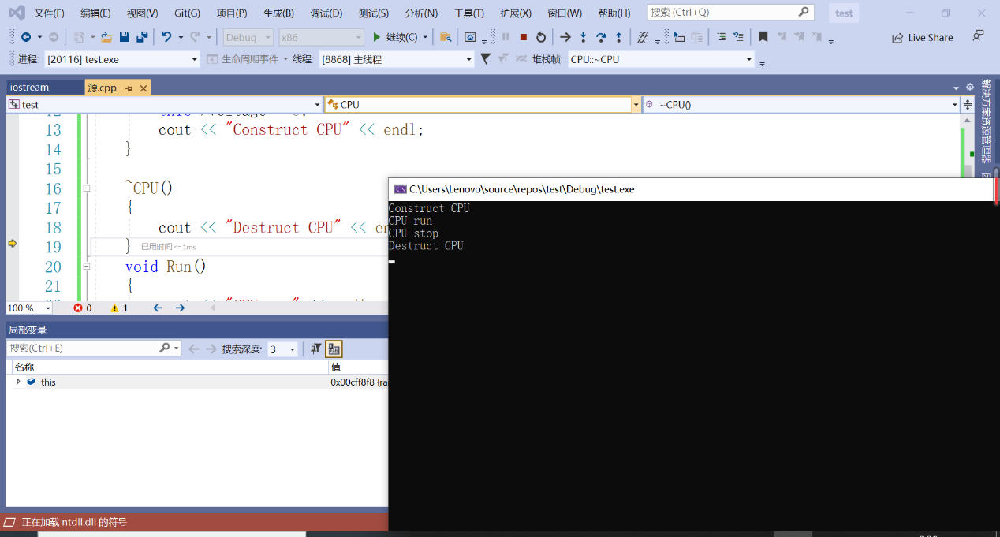 文件(F) 编辑(E) 视图(V) Git(G) 项目(P) 生成(B) 调试(D) 测试(S) 分析(N) 工具(T) 扩展(X) 窗口(W) 帮助(H) 搜索 (Ctrl+Q) test
Debug x86 继续(C) Live Share
进程: [20116] test.exe 生命周期事件 线程: [8868] 主线程 堆栈帧: CPU::~CPU
iostream 源.cpp
test CPU ~CPU()
解决方案资源管理器
13 cout << "Construct CPU" << endl;
14 }
15
16 ~CPU()
17 {
18 cout << "Destruct CPU" <<
19 } 已用时间 <=1ms
20 void Run()
21 {
100 % 0 1
局部变量
搜索(Ctrl+E) 搜索深度: 3
名称 值
this 0x00cff8f8
正在加载 ntdll.dll 的符号
C:\Users\Lenovo\source\repos\test\Debug\test.exe
Construct CPU
CPU run
CPU stop
Destruct CPU